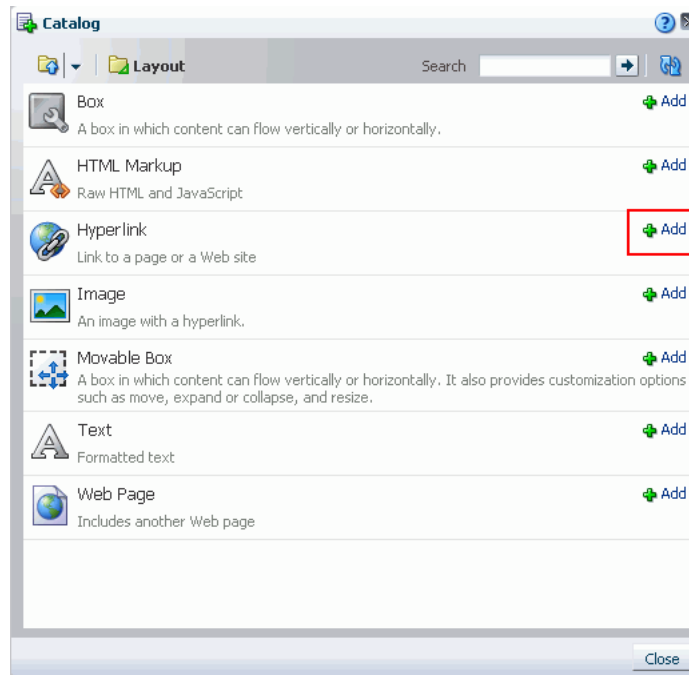 Catalog
Layout Search
Box Add
A box in which content can flow vertically or horizontally.
HTML Markup Add
Raw HTML and JavaScript
Hyperlink Add
Link to a page or a Web site
Image Add
An image with a hyperlink.
Movable Box Add
A box in which content can flow vertically or horizontally. It also provides customization options
such as move, expand or collapse, and resize.
Text Add
Formatted text
Web Page Add
Includes another Web page
Close